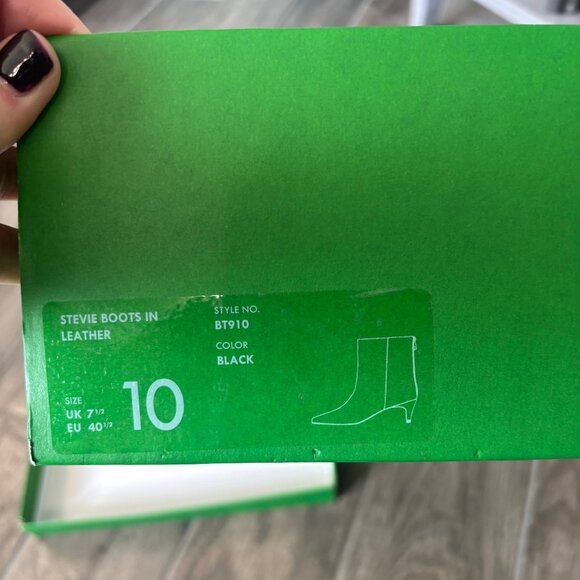 STEVIE BOOTS IN
LEATHER
STYLE NO.
BT910
COLOR
BLACK
SIZE
UK 7 1/2
EU 40 1/2
10